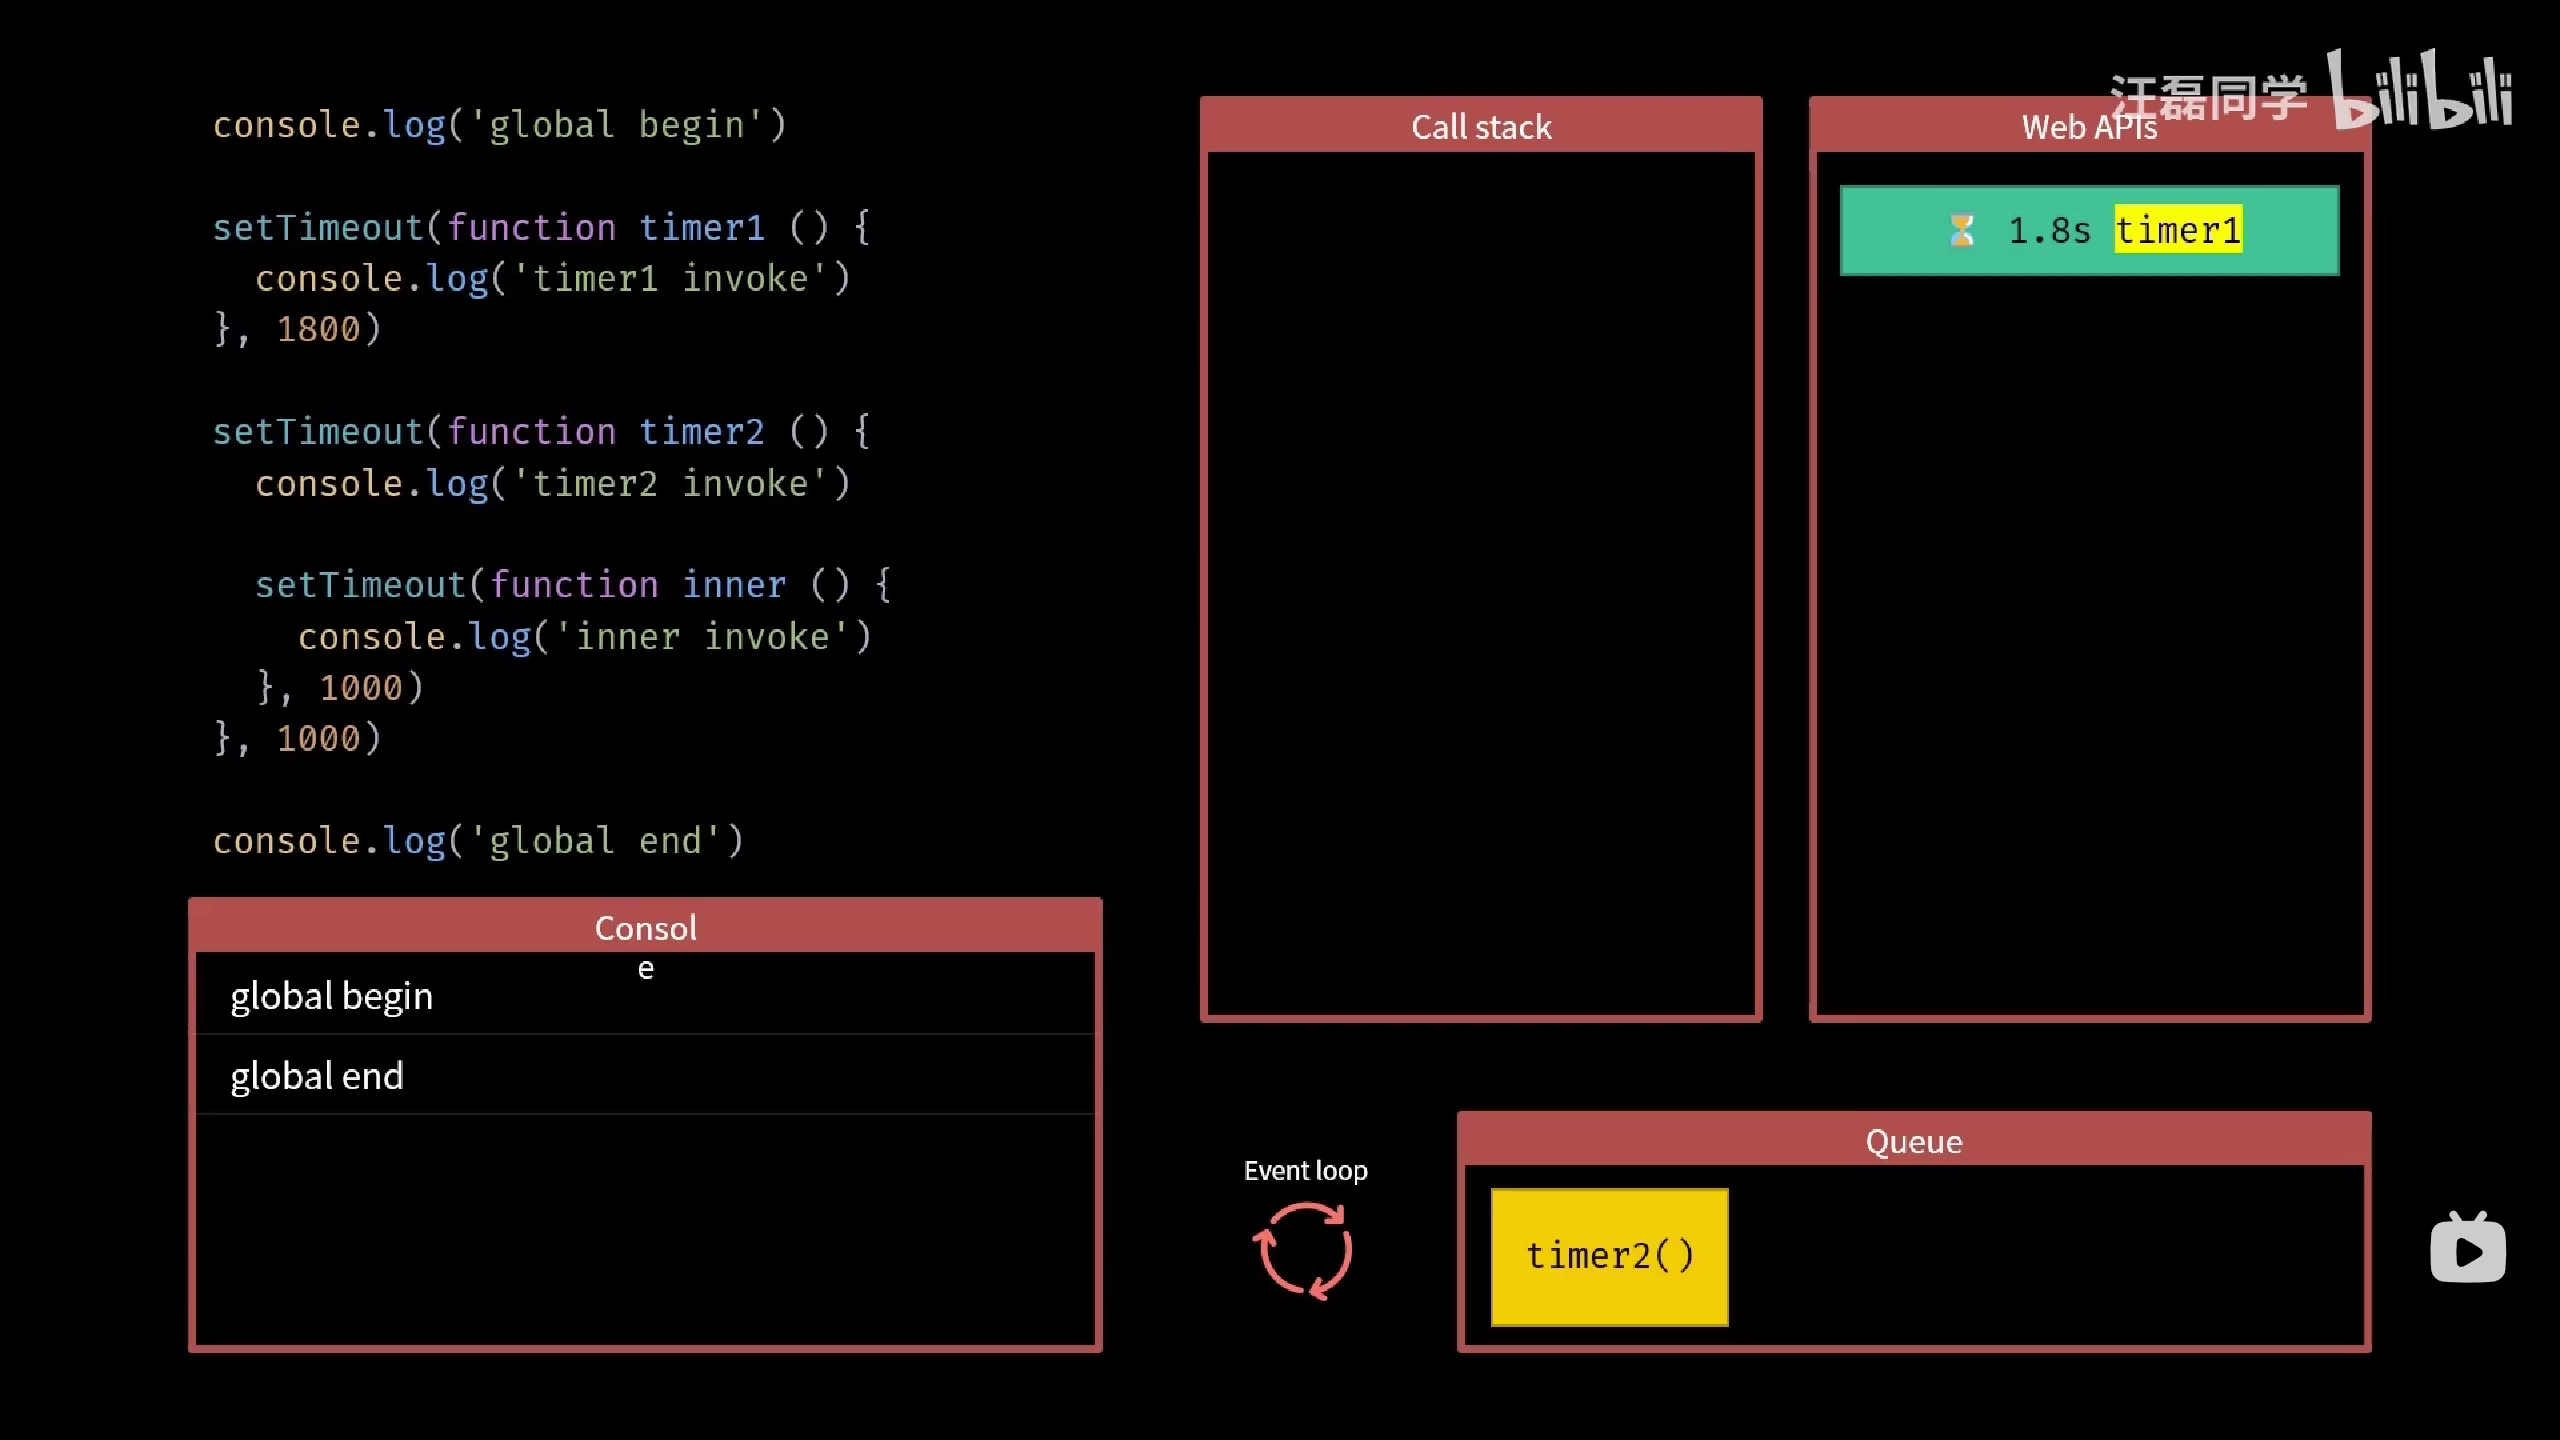 console.log('global begin')
setTimeout(function timer1 () {
  console.log('timer1 invoke')
}, 1800)
setTimeout(function timer2 () {
  console.log('timer2 invoke')
  setTimeout(function inner () {
    console.log('inner invoke')
  }, 1000)
}, 1000)
console.log('global end')
Consol
e
global begin
global end
Call stack
Web APIs
汪磊同学 bilibili
⏳ 1.8s timer1
Event loop
Queue
timer2()